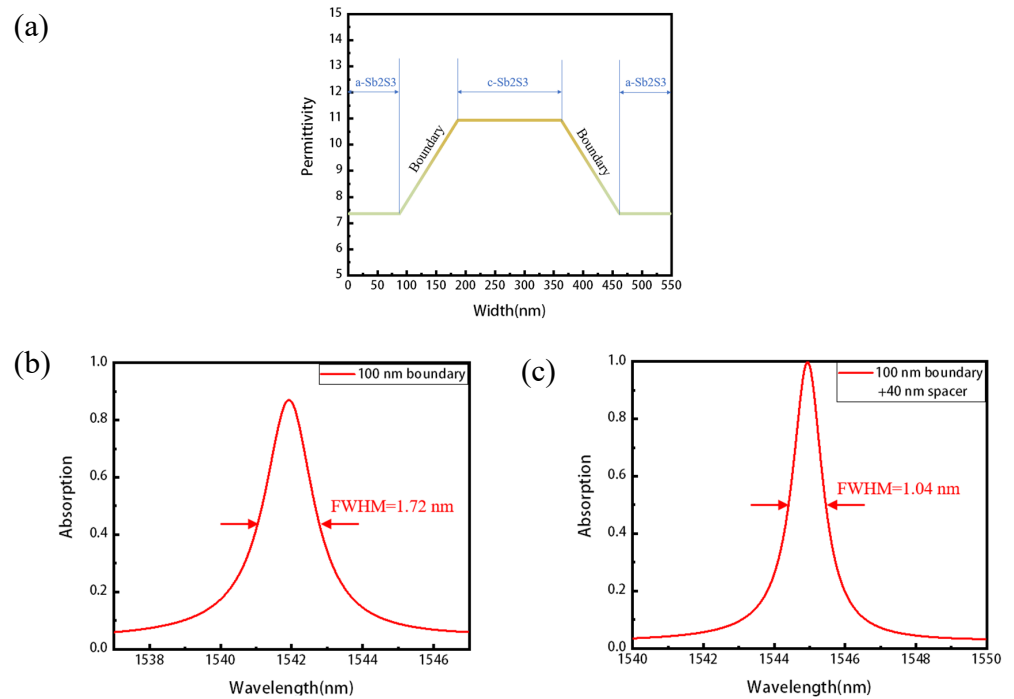 (a)
15
14
13
12
11
10
9
8
7
6
5
Permittivity
a-Sb2S3
c-Sb2S3
a-Sb2S3
Boundary
Boundary
0 50 100 150 200 250 300 350 400 450 500 550
Width(nm)
(b)
1.0
0.8
0.6
0.4
0.2
0.0
Absorption
100 nm boundary
FWHM=1.72 nm
1538 1540 1542 1544 1546
Wavelength(nm)
(c)
1.0
0.8
0.6
0.4
0.2
0.0
Absorption
100 nm boundary
+40 nm spacer
FWHM=1.04 nm
1540 1542 1544 1546 1548 1550
Wavelength(nm)